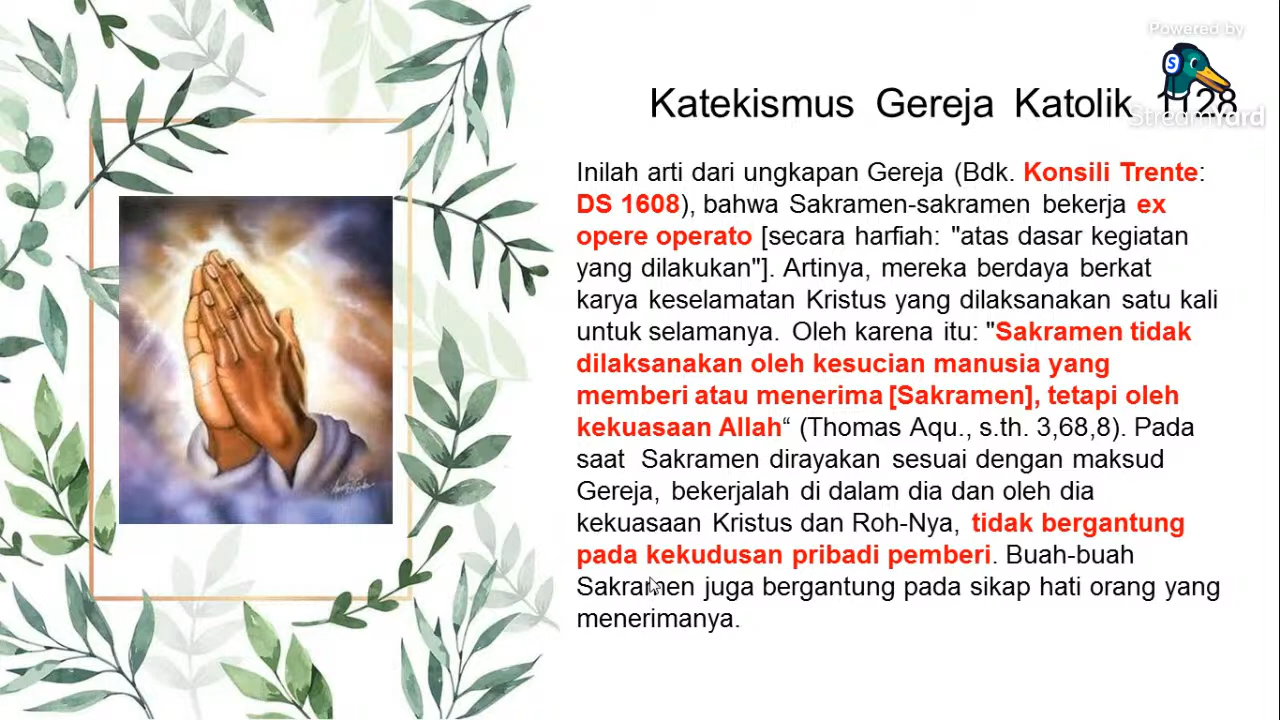 Powered by
StreamYard
Katekismus Gereja Katolik 1128
Inilah arti dari ungkapan Gereja (Bdk. Konsili Trente:
DS 1608), bahwa Sakramen-sakramen bekerja ex
opere operato [secara harfiah: "atas dasar kegiatan
yang dilakukan"]. Artinya, mereka berdaya berkat
karya keselamatan Kristus yang dilaksanakan satu kali
untuk selamanya. Oleh karena itu: "Sakramen tidak
dilaksanakan oleh kesucian manusia yang
memberi atau menerima [Sakramen], tetapi oleh
kekuasaan Allah“ (Thomas Aqu., s.th. 3,68,8). Pada
saat Sakramen dirayakan sesuai dengan maksud
Gereja, bekerjalah di dalam dia dan oleh dia
kekuasaan Kristus dan Roh-Nya, tidak bergantung
pada kekudusan pribadi pemberi. Buah-buah
Sakramen juga bergantung pada sikap hati orang yang
menerimanya.